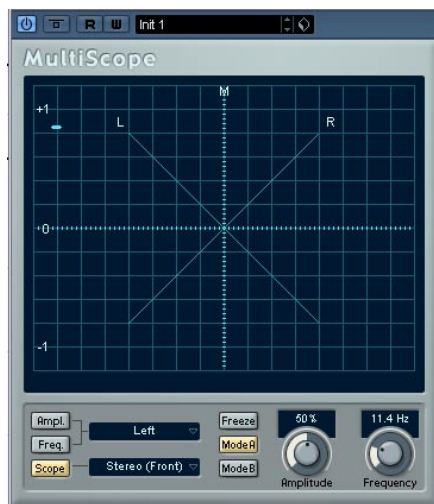 R W Init 1
MultiScope
M
+1
L R
0
-1
Ampl. Left Freeze 50 % 11.4 Hz
Freq. Mode A
Scope Stereo (Front) Mode B Amplitude Frequency